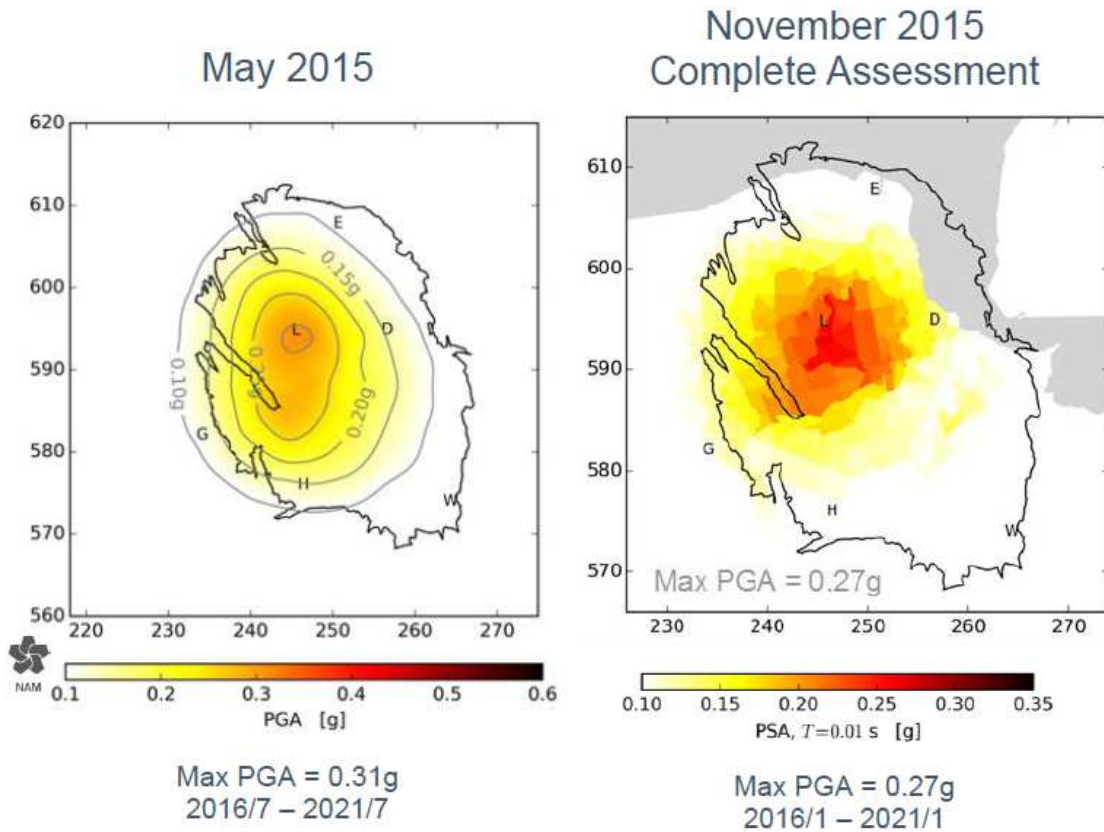 May 2015
620
610
600
590
580
570
560
220
230
240
250
260
270
E
0.15g
L
D
0.10g
0.20g
G
H
W
NAM
0.1
0.2
0.3
0.4
0.5
0.6
PGA [g]
Max PGA = 0.31g
2016/7 – 2021/7
November 2015
Complete Assessment
610
600
590
580
570
230
240
250
260
270
E
L
D
G
H
W
Max PGA = 0.27g
0.10
0.15
0.20
0.25
0.30
0.35
PSA, T=0.01 s [g]
Max PGA = 0.27g
2016/1 – 2021/1